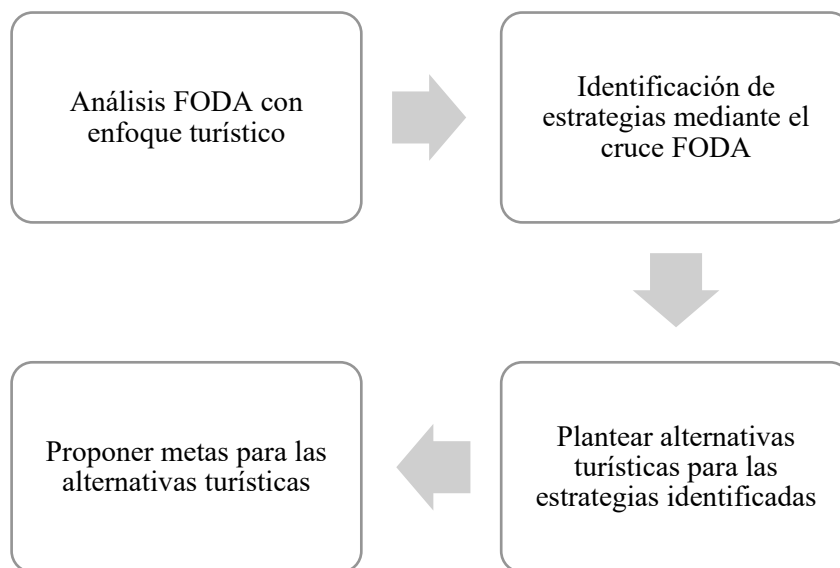 Análisis FODA con
enfoque turístico
Identificación de
estrategias mediante el
cruce FODA
Plantear alternativas
turísticas para las
estrategias identificadas
Proponer metas para las
alternativas turísticas